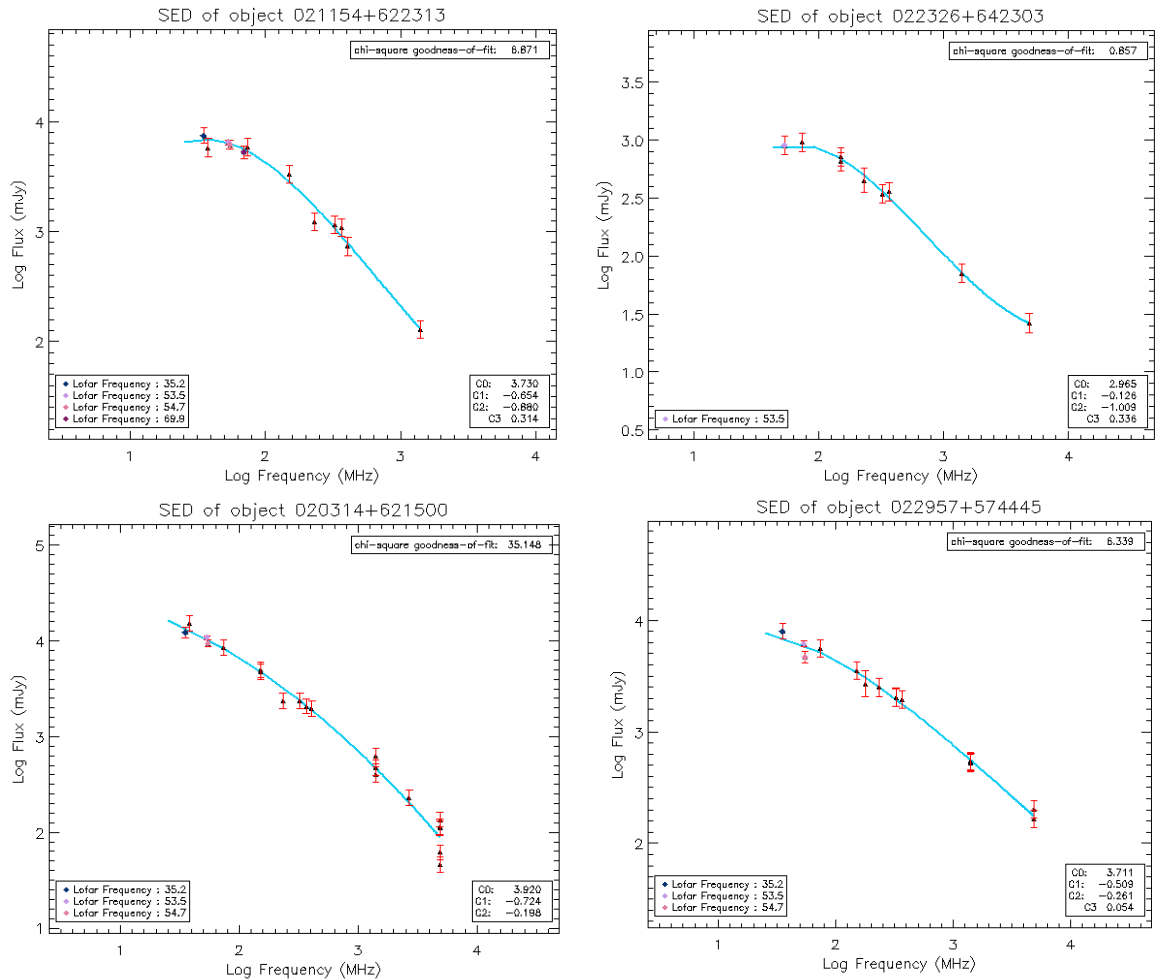 SED of object 021154+622313
chi-square goodness-of-fit: 6.871
4
3
2
Log Flux (mJy)
Lofar Frequency : 35.2
Lofar Frequency : 53.5
Lofar Frequency : 54.7
Lofar Frequency : 69.9
C0: 3.730
C1: -0.654
C2: -0.880
C3 0.314
1 2 3 4
Log Frequency (MHz)
SED of object 022326+642303
chi-square goodness-of-fit: 0.857
3.5
3.0
2.5
2.0
1.5
1.0
0.5
Log Flux (mJy)
Lofar Frequency : 53.5
C0: 2.965
C1: -0.126
C2: -1.009
C3 0.336
1 2 3 4
Log Frequency (MHz)
SED of object 020314+621500
chi-square goodness-of-fit: 35.148
5
4
3
2
1
Log Flux (mJy)
Lofar Frequency : 35.2
Lofar Frequency : 53.5
Lofar Frequency : 54.7
C0: 3.920
C1: -0.724
C2: -0.198
1 2 3 4
Log Frequency (MHz)
SED of object 022957+574445
chi-square goodness-of-fit: 6.339
4
3
2
Log Flux (mJy)
Lofar Frequency : 35.2
Lofar Frequency : 53.5
Lofar Frequency : 54.7
C0: 3.711
C1: -0.509
C2: -0.261
C3 0.054
1 2 3 4
Log Frequency (MHz)